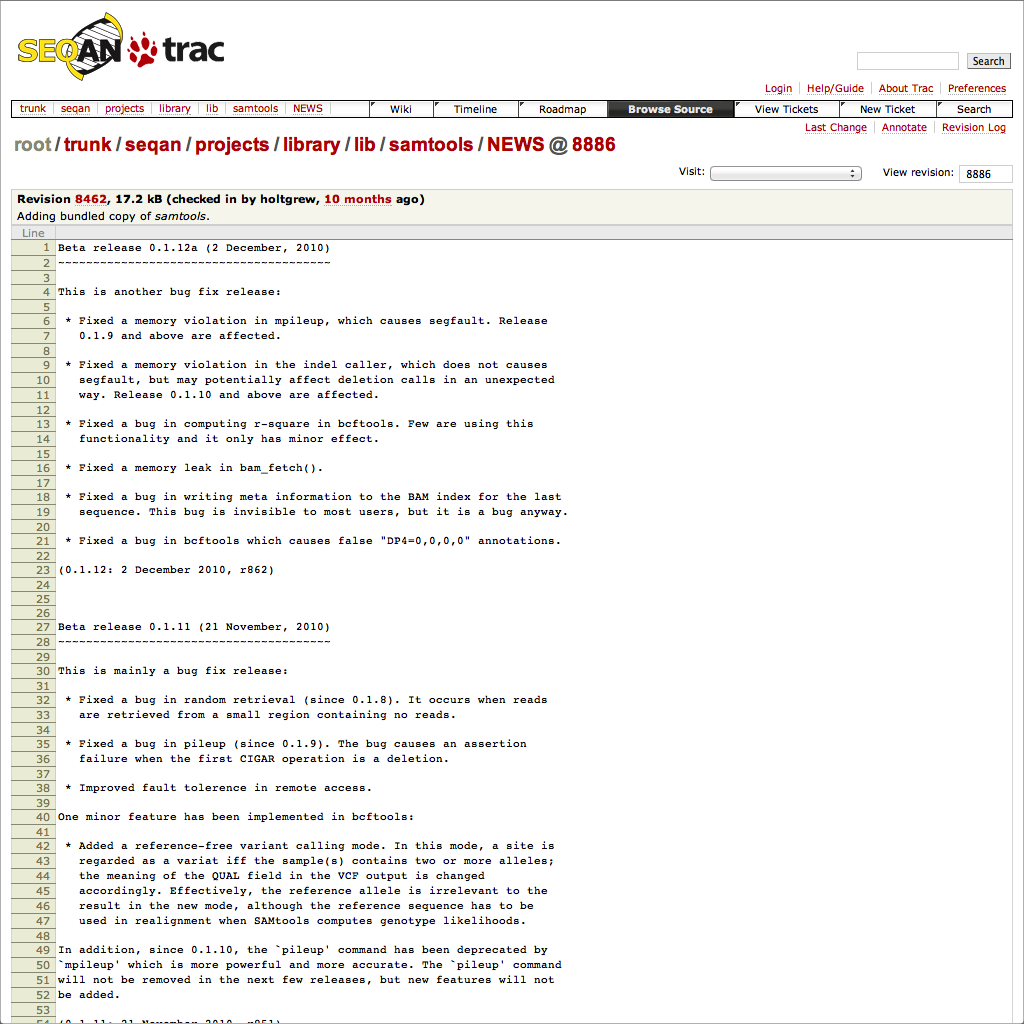 SEQAN trac
Search
Login Help/Guide About Trac Preferences
trunk seqan projects library lib samtools NEWS Wiki Timeline Roadmap Browse Source View Tickets New Ticket Search
Last Change Annotate Revision Log
root/trunk/seqan/projects/library/lib/samtools/NEWS @ 8886
Visit: View revision: 8886
Revision 8462, 17.2 kB (checked in by holtgrew, 10 months ago)
Adding bundled copy of samtools.
Line
1 Beta release 0.1.12a (2 December, 2010)
2 ~~~~~~~~~~~~~~~~~~~~~~~~~~~~~~~~~~~~~~~
3
4 This is another bug fix release:
5
6 * Fixed a memory violation in mpileup, which causes segfault. Release
7 0.1.9 and above are affected.
8
9 * Fixed a memory violation in the indel caller, which does not causes
10 segfault, but may potentially affect deletion calls in an unexpected
11 way. Release 0.1.10 and above are affected.
12
13 * Fixed a bug in computing r-square in bcftools. Few are using this
14 functionality and it only has minor effect.
15
16 * Fixed a memory leak in bam_fetch().
17
18 * Fixed a bug in writing meta information to the BAM index for the last
19 sequence. This bug is invisible to most users, but it is a bug anyway.
20
21 * Fixed a bug in bcftools which causes false "DP4=0,0,0,0" annotations.
22
23 (0.1.12: 2 December 2010, r862)
24
25
26
27 Beta release 0.1.11 (21 November, 2010)
28 ~~~~~~~~~~~~~~~~~~~~~~~~~~~~~~~~~~~~~~~
29
30 This is mainly a bug fix release:
31
32 * Fixed a bug in random retrieval (since 0.1.8). It occurs when reads
33 are retrieved from a small region containing no reads.
34
35 * Fixed a bug in pileup (since 0.1.9). The bug causes an assertion
36 failure when the first CIGAR operation is a deletion.
37
38 * Improved fault tolerence in remote access.
39
40 One minor feature has been implemented in bcftools:
41
42 * Added a reference-free variant calling mode. In this mode, a site is
43 regarded as a variat iff the sample(s) contains two or more alleles;
44 the meaning of the QUAL field in the VCF output is changed
45 accordingly. Effectively, the reference allele is irrelevant to the
46 result in the new mode, although the reference sequence has to be
47 used in realignment when SAMtools computes genotype likelihoods.
48
49 In addition, since 0.1.10, the `pileup' command has been deprecated by
50 `mpileup' which is more powerful and more accurate. The `pileup' command
51 will not be removed in the next few releases, but new features will not
52 be added.
53
54 (0.1.11: 21 November 2010, r851)